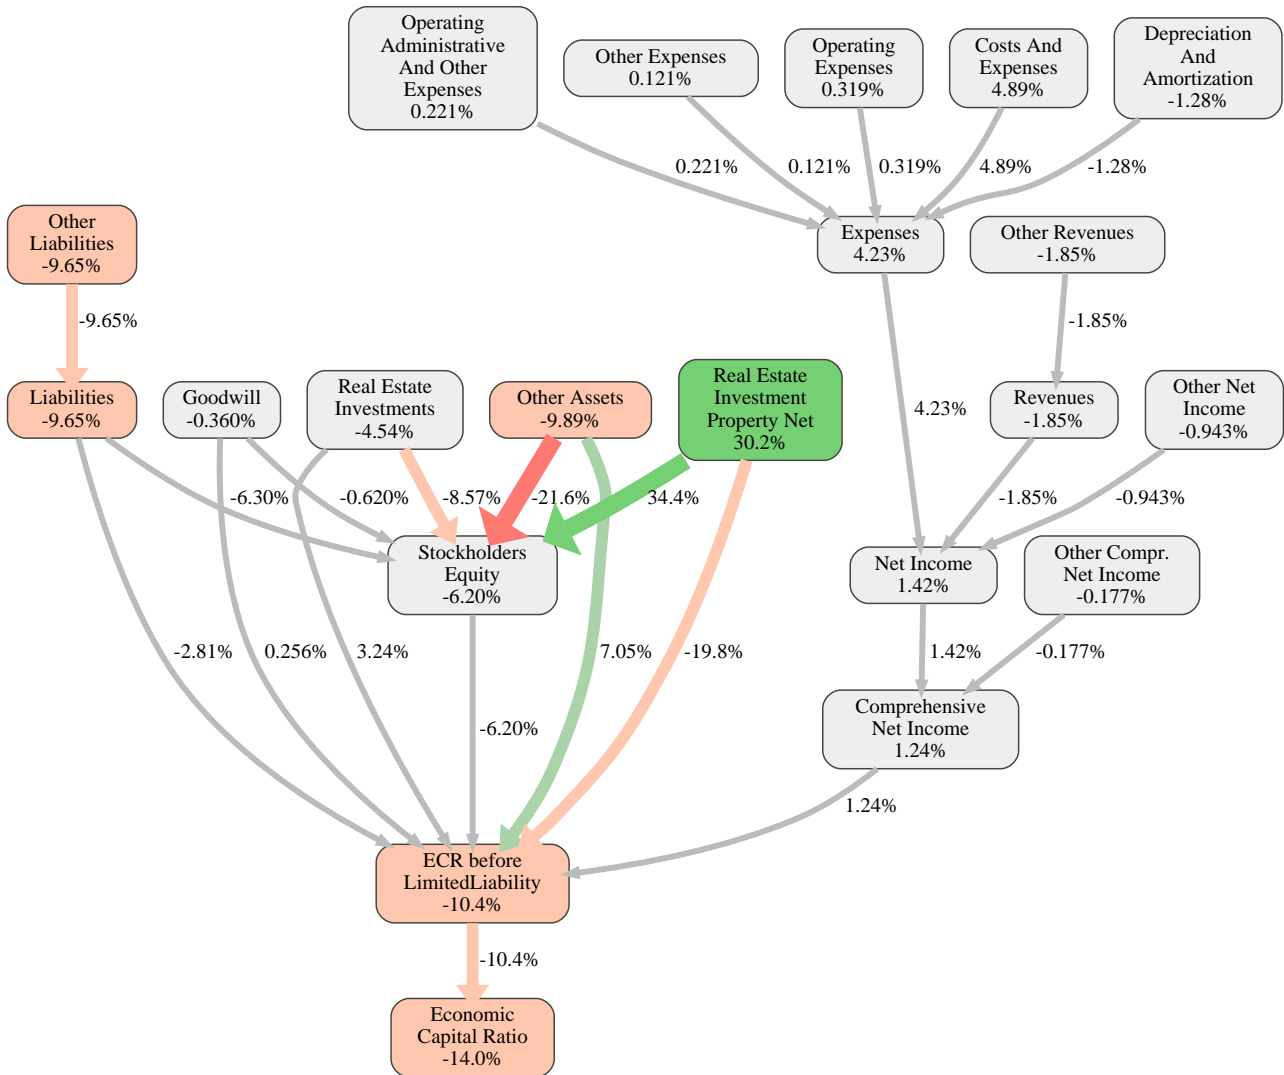 Operating
Administrative
And Other
Expenses
0.221%
Other Expenses
0.121%
Operating
Expenses
0.319%
Costs And
Expenses
4.89%
Depreciation
And
Amortization
-1.28%
0.221%
0.121%
0.319%
4.89%
-1.28%
Other
Liabilities
-9.65%
Expenses
4.23%
Other Revenues
-1.85%
-9.65%
-1.85%
Liabilities
-9.65%
Goodwill
-0.360%
Real Estate
Investments
-4.54%
Other Assets
-9.89%
Real Estate
Investment
Property Net
30.2%
4.23%
Revenues
-1.85%
Other Net
Income
-0.943%
-6.30%
-0.620%
-8.57%
-21.6%
34.4%
-1.85%
-0.943%
Stockholders
Equity
-6.20%
Net Income
1.42%
Other Compr.
Net Income
-0.177%
-2.81%
0.256%
3.24%
7.05%
-19.8%
1.42%
-0.177%
-6.20%
Comprehensive
Net Income
1.24%
1.24%
ECR before
LimitedLiability
-10.4%
-10.4%
Economic
Capital Ratio
-14.0%